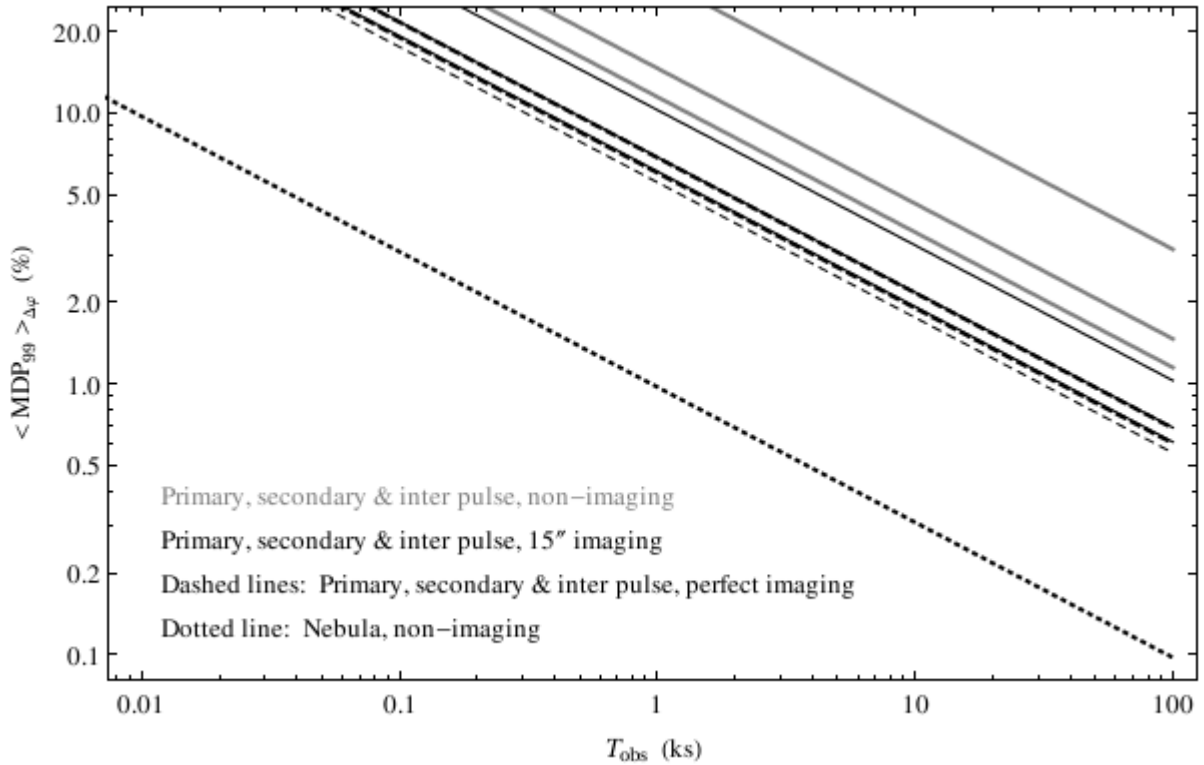 20.0
10.0
5.0
2.0
1.0
0.5
0.2
0.1
< MDP99 >Δφ (%)
Primary, secondary & inter pulse, non−imaging
Primary, secondary & inter pulse, 15″ imaging
Dashed lines: Primary, secondary & inter pulse, perfect imaging
Dotted line: Nebula, non−imaging
0.01 0.1 1 10 100
Tobs (ks)